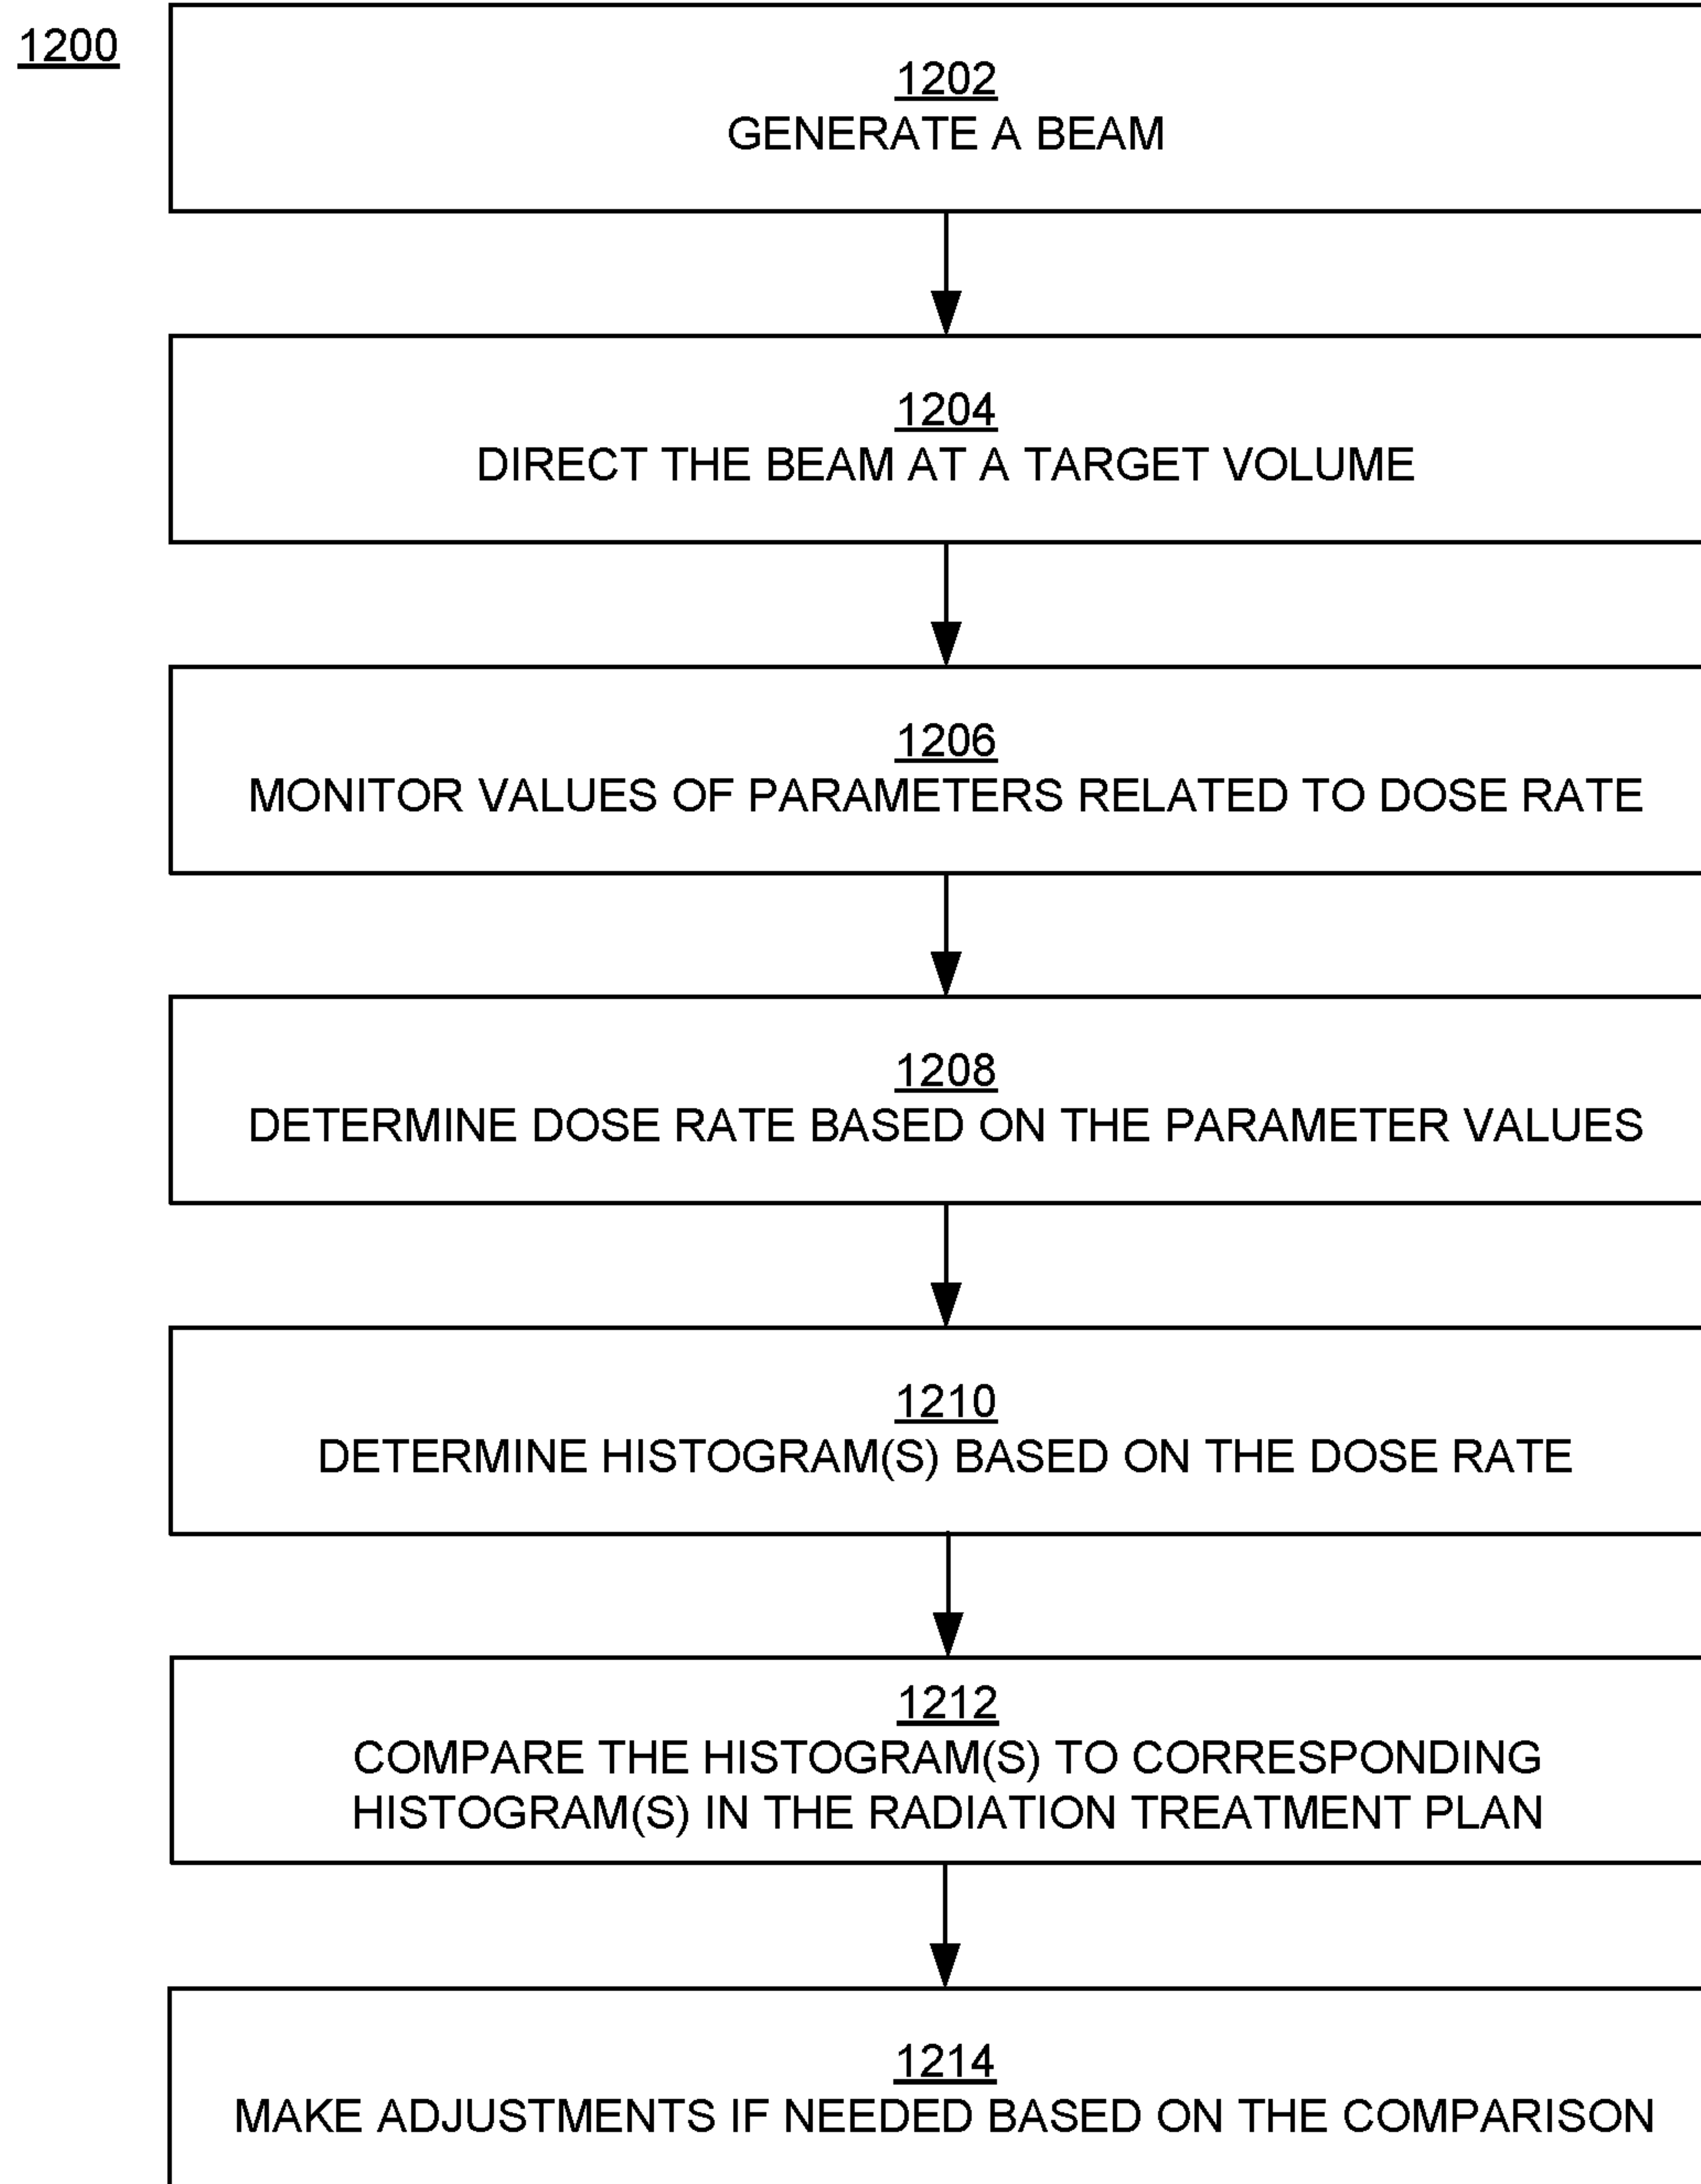 1200
1202
GENERATE A BEAM
1204
DIRECT THE BEAM AT A TARGET VOLUME
1206
MONITOR VALUES OF PARAMETERS RELATED TO DOSE RATE
1208
DETERMINE DOSE RATE BASED ON THE PARAMETER VALUES
1210
DETERMINE HISTOGRAM(S) BASED ON THE DOSE RATE
1212
COMPARE THE HISTOGRAM(S) TO CORRESPONDING
HISTOGRAM(S) IN THE RADIATION TREATMENT PLAN
1214
MAKE ADJUSTMENTS IF NEEDED BASED ON THE COMPARISON